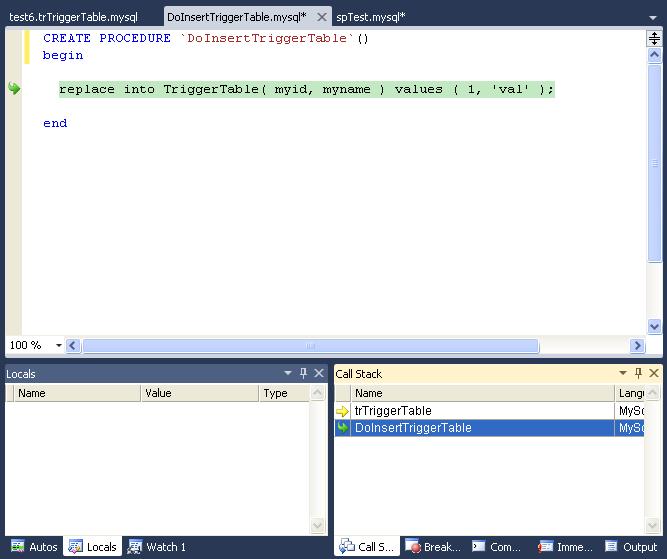 test6.trTriggerTable.mysql DoInsertTriggerTable.mysql* spTest.mysql*
CREATE PROCEDURE `DoInsertTriggerTable`()
begin
replace into TriggerTable( myid, myname ) values ( 1, 'val' );
end
100 %
Locals
Name Value Type
Call Stack
Name Langu
trTriggerTable MySQ
DoInsertTriggerTable MySQ
Autos Locals Watch 1
Call S... Break... Com... Imme... Output